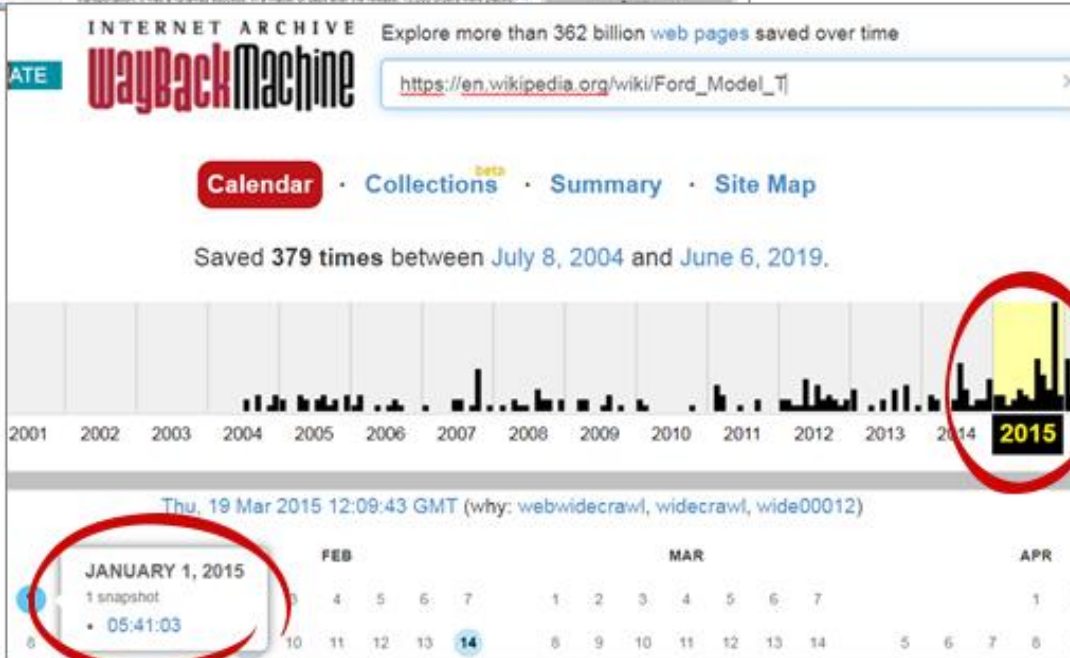 INTERNET ARCHIVE
Explore more than 362 billion web pages saved over time
ATE
WayBackMachine
https://en.wikipedia.org/wiki/Ford_Model_T
Calendar · Collections beta · Summary · Site Map
Saved 379 times between July 8, 2004 and June 6, 2019.
2001 2002 2003 2004 2005 2006 2007 2008 2009 2010 2011 2012 2013 2014 2015
Thu, 19 Mar 2015 12:09:43 GMT (why: webwidecrawl, widecrawl, wide00012)
FEB MAR APR
JANUARY 1, 2015
1 snapshot
• 05:41:03
3 4 5 6 7 1 2 3 4 5 6 7 1
8 10 11 12 13 14 8 9 10 11 12 13 14 5 6 7 8